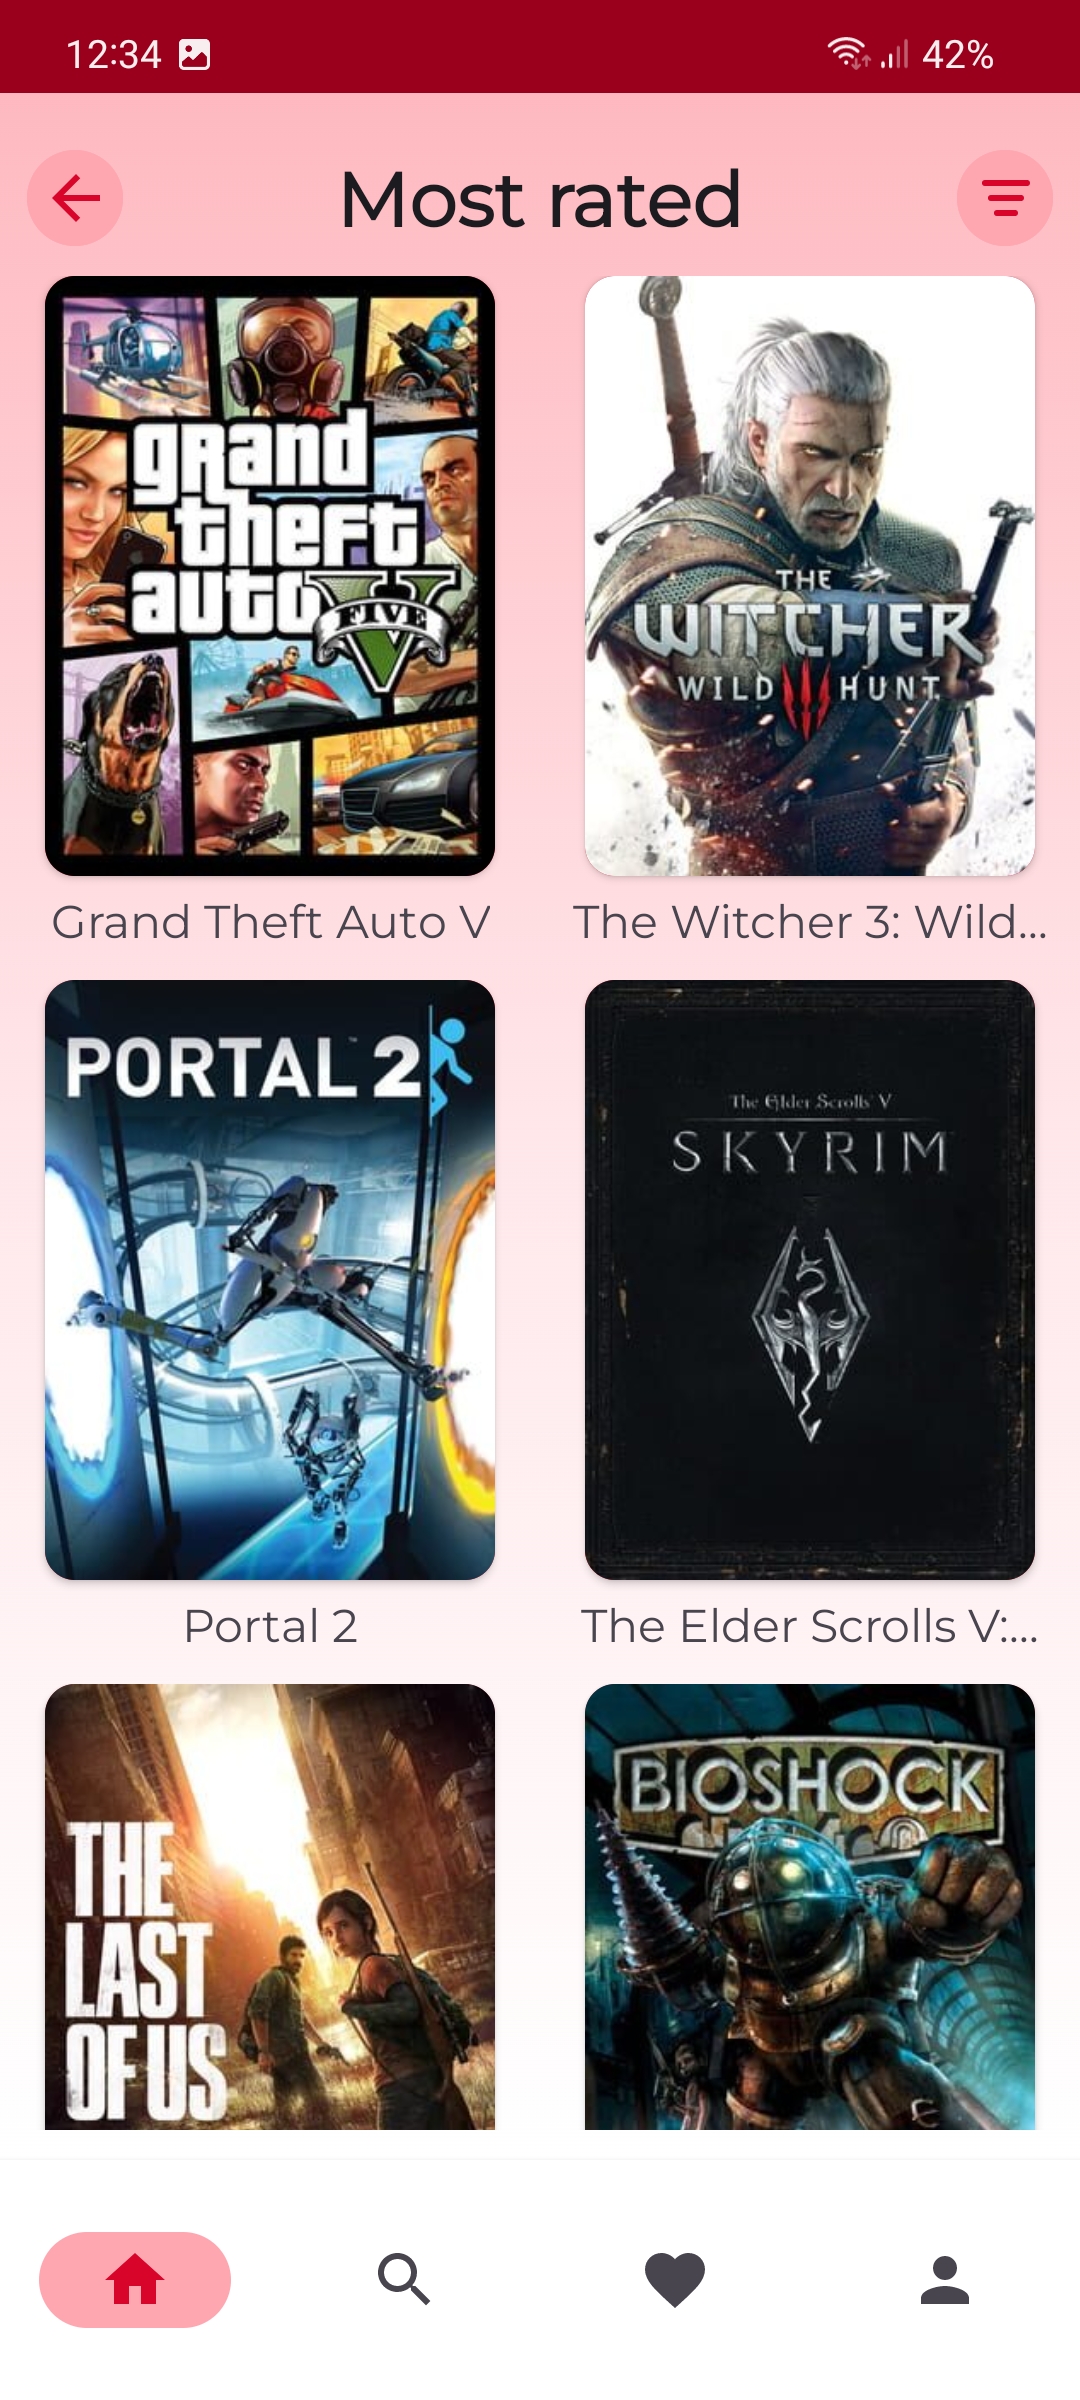 12:34
42%
Most rated
grand
theft
auto
FIVE
THE
WITCHER
WILD III HUNT
Grand Theft Auto V
The Witcher 3: Wild...
PORTAL 2
The Elder Scrolls V
SKYRIM
Portal 2
The Elder Scrolls V:...
THE
LAST
OF US
BIOSHOCK